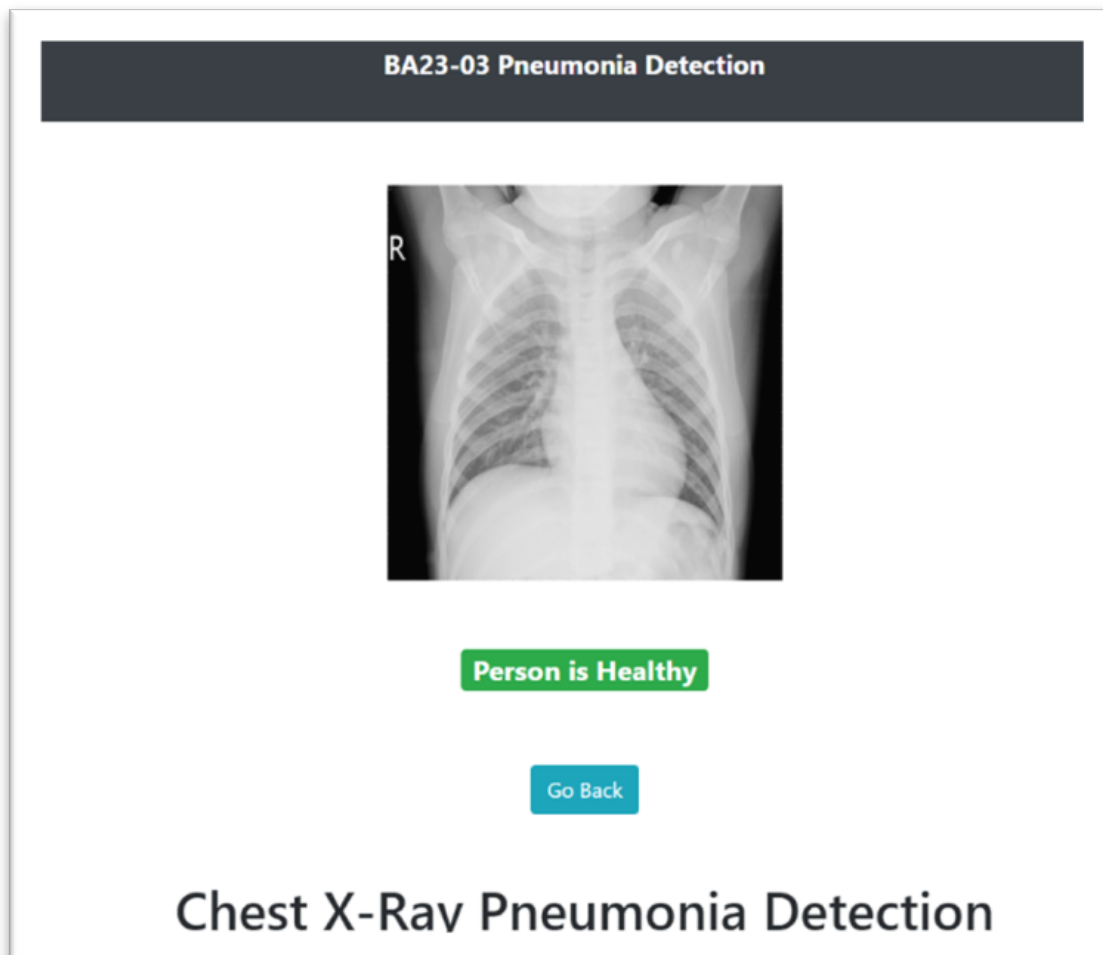 BA23-03 Pneumonia Detection
R
Person is Healthy
Go Back
Chest X-Ray Pneumonia Detection